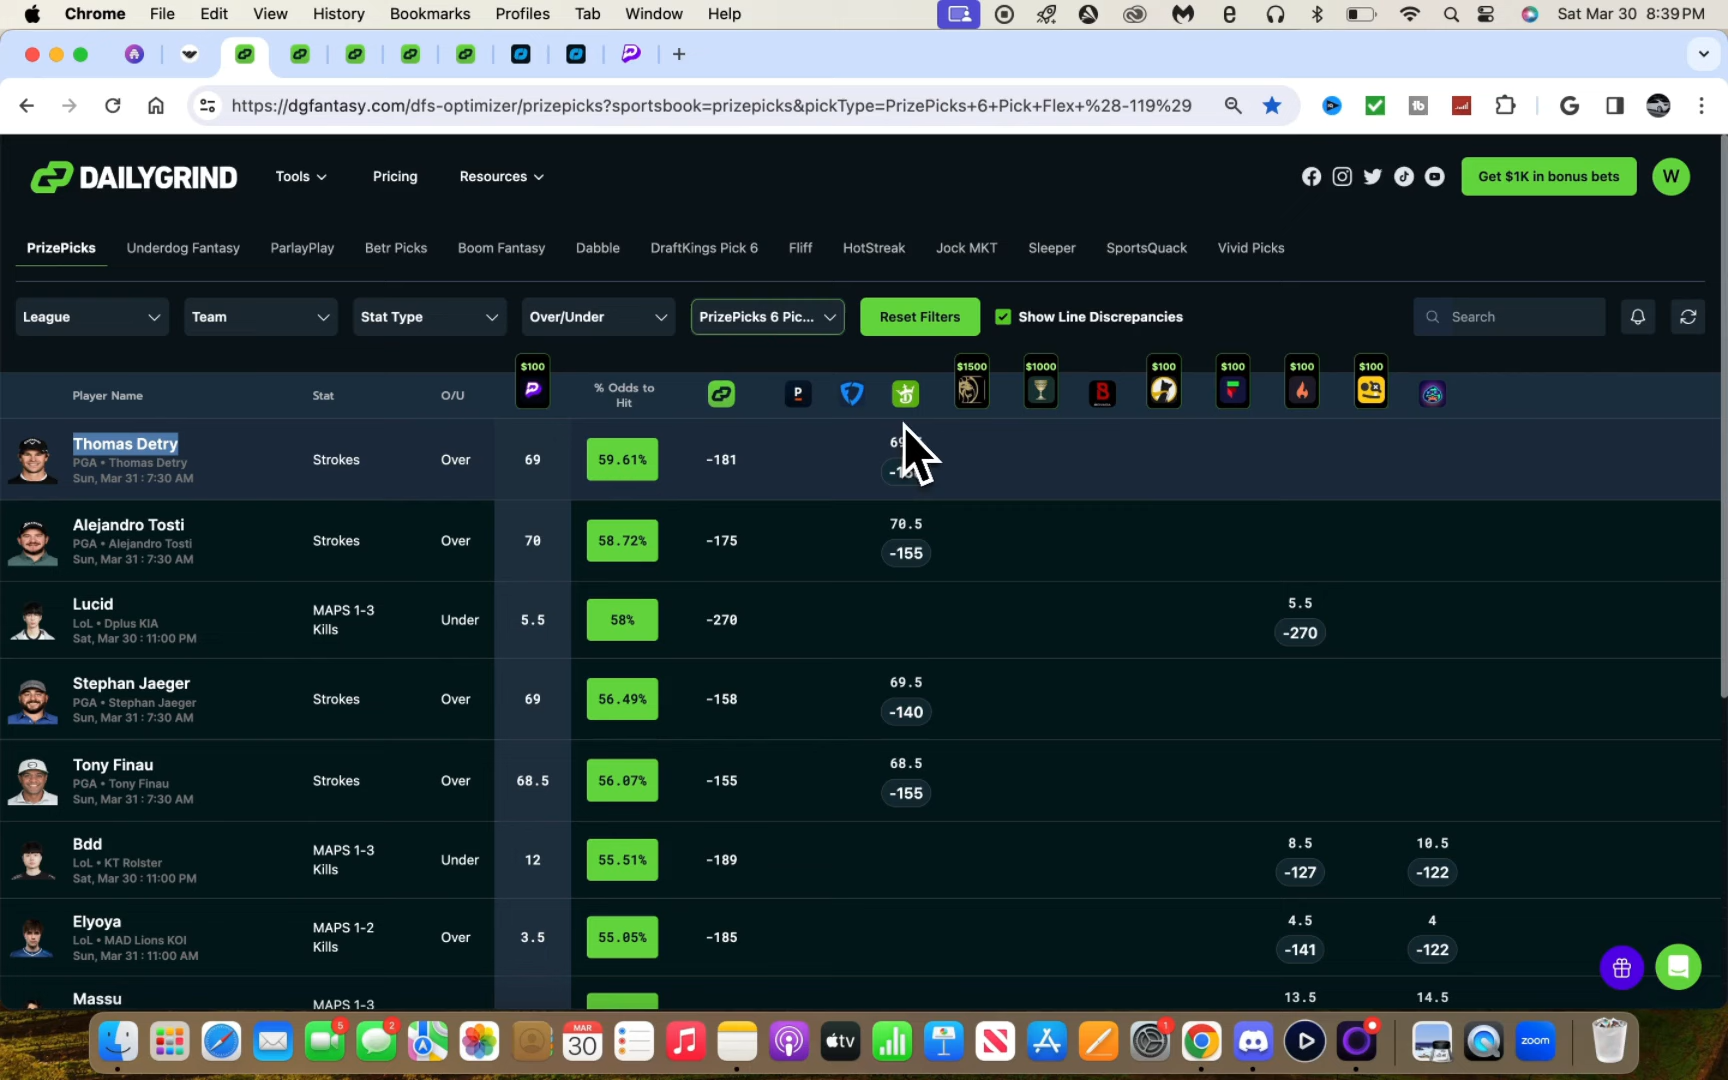 Chrome File Edit View History Bookmarks Profiles Tab Window Help Sat Mar 30 8:39 PM
https://dgfantasy.com/dfs-optimizer/prizepicks?sportsbook=prizepicks&pickType=PrizePicks+6+Pick+Flex+%28-119%29
DAILYGRIND Tools Pricing Resources Get $1K in bonus bets W
PrizePicks Underdog Fantasy ParlayPlay Betr Picks Boom Fantasy Dabble DraftKings Pick 6 Fliff HotStreak Jock MKT Sleeper SportsQuack Vivid Picks
League Team Stat Type Over/Under PrizePicks 6 Pic... Reset Filters Show Line Discrepancies Search
$100 $1500 $1000 $100 $100 $100 $100
Player Name Stat O/U % Odds to
Hit
Thomas Detry
PGA • Thomas Detry
Sun, Mar 31 : 7:30 AM
Strokes Over 69 59.61% -181
Alejandro Tosti
PGA • Alejandro Tosti
Sun, Mar 31 : 7:30 AM
Strokes Over 70 58.72% -175
70.5
-155
Lucid
LoL • Dplus KIA
Sat, Mar 30 : 11:00 PM
MAPS 1-3
Kills
Under 5.5 58% -270
5.5
-270
Stephan Jaeger
PGA • Stephan Jaeger
Sun, Mar 31 : 7:30 AM
Strokes Over 69 56.49% -158
69.5
-140
Tony Finau
PGA • Tony Finau
Sun, Mar 31 : 7:30 AM
Strokes Over 68.5 56.07% -155
68.5
-155
Bdd
LoL • KT Rolster
Sat, Mar 30 : 11:00 PM
MAPS 1-3
Kills
Under 12 55.51% -189
8.5 10.5
-127 -122
Elyoya
LoL • MAD Lions KOI
Sun, Mar 31 : 11:00 AM
MAPS 1-2
Kills
Over 3.5 55.05% -185
4.5 4
-141 -122
Massu
MAPS 1-3
13.5 14.5
5 2 MAR
30
tv 1 zoom